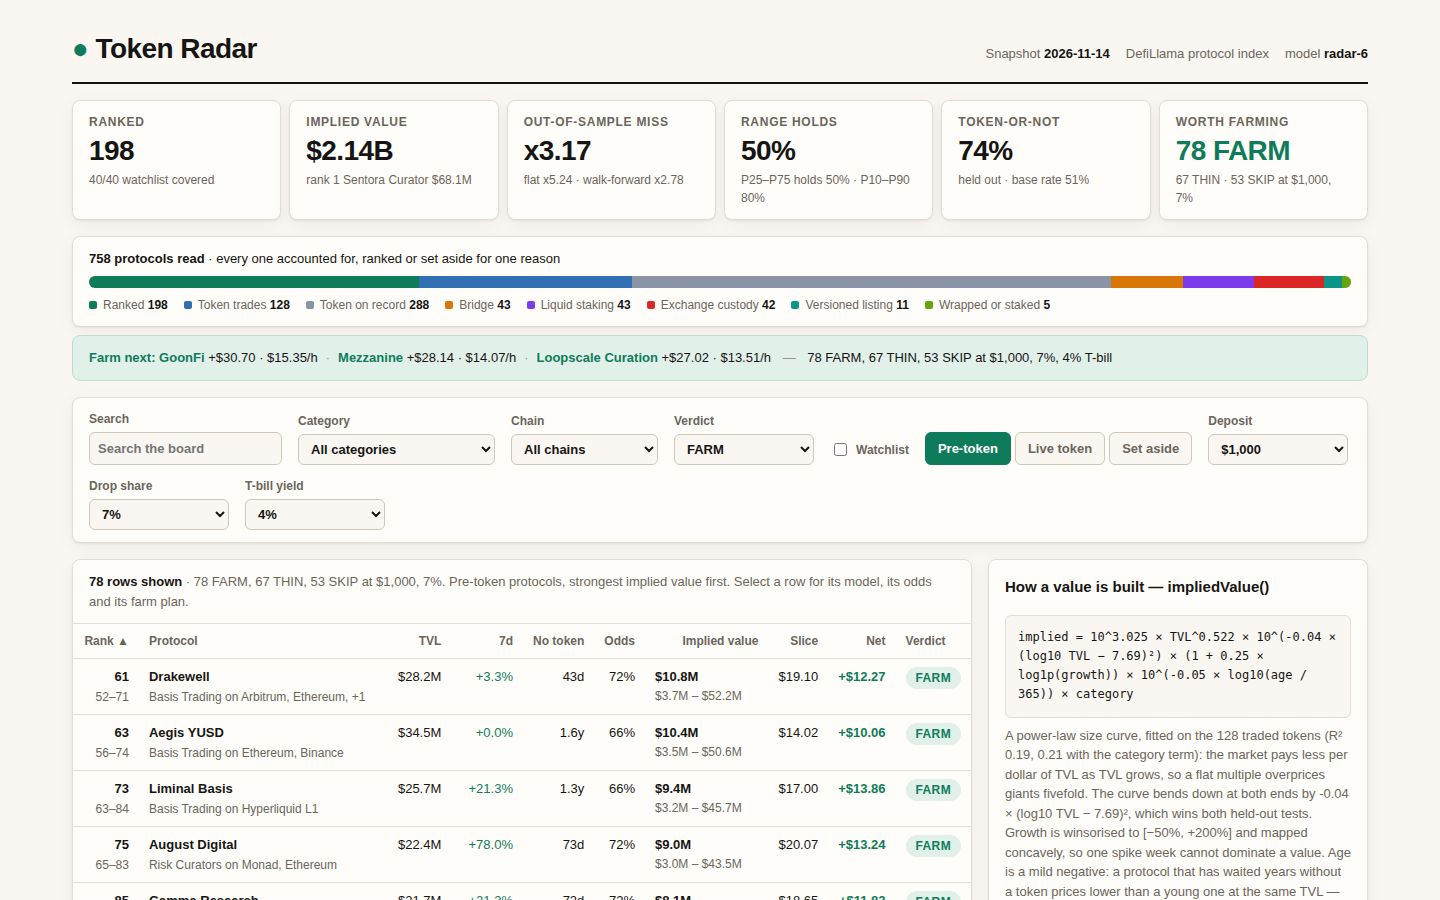 Token Radar
Snapshot 2026-11-14 DefiLlama protocol index model radar-6
RANKED
198
40/40 watchlist covered
IMPLIED VALUE
$2.14B
rank 1 Sentora Curator $68.1M
OUT-OF-SAMPLE MISS
x3.17
flat x5.24 · walk-forward x2.78
RANGE HOLDS
50%
P25–P75 holds 50% · P10–P90
80%
TOKEN-OR-NOT
74%
held out · base rate 51%
WORTH FARMING
78 FARM
67 THIN · 53 SKIP at $1,000,
7%
758 protocols read · every one accounted for, ranked or set aside for one reason
Ranked 198 Token trades 128 Token on record 288 Bridge 43 Liquid staking 43 Exchange custody 42 Versioned listing 11 Wrapped or staked 5
Farm next: GoonFi +$30.70 · $15.35/h · Mezzanine +$28.14 · $14.07/h · Loopscale Curation +$27.02 · $13.51/h — 78 FARM, 67 THIN, 53 SKIP at $1,000, 7%, 4% T-bill
Search
Search the board
Category
All categories
Chain
All chains
Verdict
FARM
Watchlist
Pre-token Live token Set aside
Deposit
$1,000
Drop share
7%
T-bill yield
4%
78 rows shown · 78 FARM, 67 THIN, 53 SKIP at $1,000, 7%. Pre-token protocols, strongest implied value first. Select a row for its model, its odds
and its farm plan.
Rank ▲ Protocol TVL 7d No token Odds Implied value Slice Net Verdict
61 Drakewell $28.2M +3.3% 43d 72% $10.8M $19.10 +$12.27 FARM
52–71 Basis Trading on Arbitrum, Ethereum, +1 $3.7M – $52.2M
63 Aegis YUSD $34.5M +0.0% 1.6y 66% $10.4M $14.02 +$10.06 FARM
56–74 Basis Trading on Ethereum, Binance $3.5M – $50.6M
73 Liminal Basis $25.7M +21.3% 1.3y 66% $9.4M $17.00 +$13.86 FARM
63–84 Basis Trading on Hyperliquid L1 $3.2M – $45.7M
75 August Digital $22.4M +78.0% 73d 72% $9.0M $20.07 +$13.24 FARM
65–83 Risk Curators on Monad, Ethereum $3.0M – $43.5M
How a value is built — impliedValue()
implied = 10^3.025 × TVL^0.522 × 10^(-0.04 ×
(log10 TVL − 7.69)²) × (1 + 0.25 ×
log1p(growth)) × 10^(-0.05 × log10(age /
365)) × category
A power-law size curve, fitted on the 128 traded tokens (R²
0.19, 0.21 with the category term): the market pays less per
dollar of TVL as TVL grows, so a flat multiple overprices
giants fivefold. The curve bends down at both ends by -0.04
× (log10 TVL − 7.69)², which wins both held-out tests.
Growth is winsorised to [−50%, +200%] and mapped
concavely, so one spike week cannot dominate a value. Age
is a mild negative: a protocol that has waited years without
a token prices lower than a young one at the same TVL —